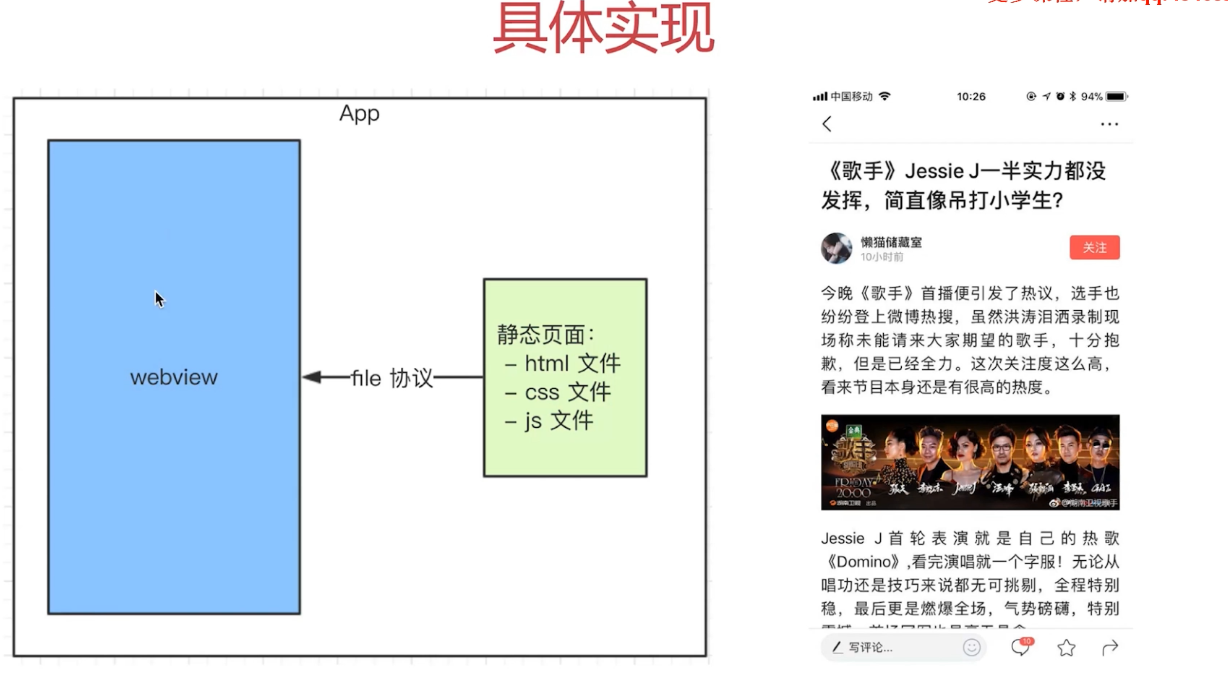 具体实现
App
webview
file 协议
静态页面：
– html 文件
– css 文件
– js 文件
中国移动
10:26
94%
《歌手》Jessie J一半实力都没
发挥，简直像吊打小学生？
懒猫储藏室
10小时前
关注
今晚《歌手》首播便引发了热议，选手也
纷纷登上微博热搜，虽然洪涛泪洒录制现
场称未能请来大家期望的歌手，十分抱
歉，但是已经全力。这次关注度这么高，
看来节目本身还是有很高的热度。
歌手
FRIDAY
20:00
Jessie J 首轮表演就是自己的热歌
《Domino》,看完演唱就一个字服！无论从
唱功还是技巧来说都无可挑剔，全程特别
稳，最后更是燃爆全场，气势磅礴，特别
写评论...
10